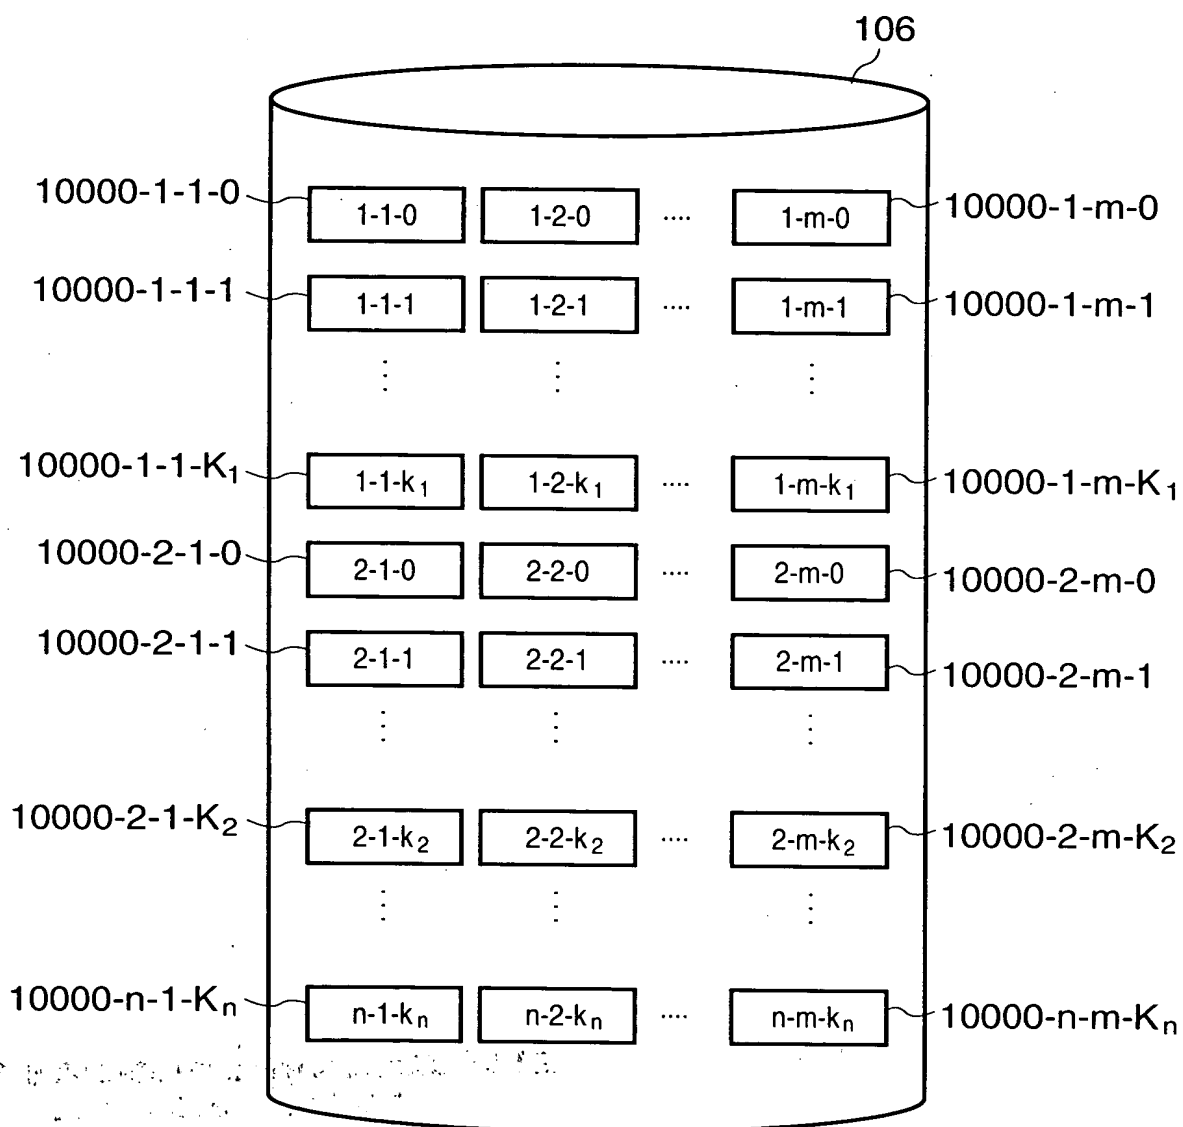 106
10000-1-1-0 1-1-0 1-2-0 .... 1-m-0 10000-1-m-0
10000-1-1-1 1-1-1 1-2-1 .... 1-m-1 10000-1-m-1
10000-1-1-K₁ 1-1-k₁ 1-2-k₁ .... 1-m-k₁ 10000-1-m-K₁
10000-2-1-0 2-1-0 2-2-0 .... 2-m-0 10000-2-m-0
10000-2-1-1 2-1-1 2-2-1 .... 2-m-1 10000-2-m-1
10000-2-1-K₂ 2-1-k₂ 2-2-k₂ .... 2-m-k₂ 10000-2-m-K₂
10000-n-1-Kₙ n-1-kₙ n-2-kₙ .... n-m-kₙ 10000-n-m-Kₙ